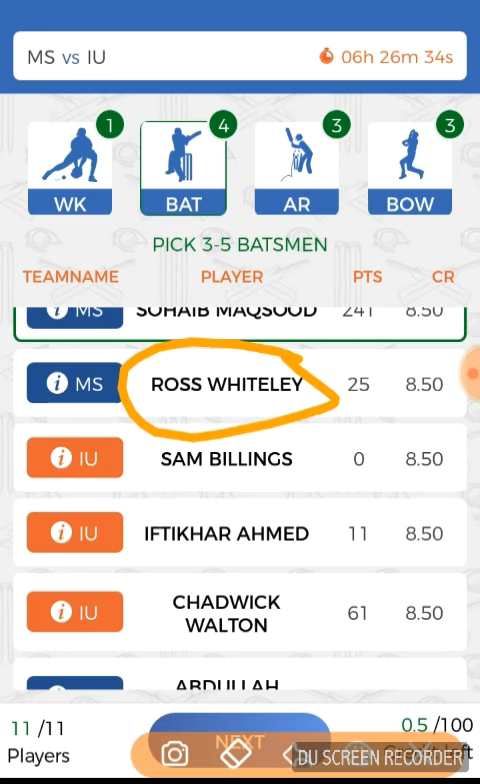 MS vs IU
06h 26m 34s
1
4
3
3
WK
BAT
AR
BOW
PICK 3-5 BATSMEN
TEAMNAME PLAYER PTS CR
i MS SOHAIB MAQSOOD 241 8.50
i MS ROSS WHITELEY 25 8.50
i IU SAM BILLINGS 0 8.50
i IU IFTIKHAR AHMED 11 8.50
i IU CHADWICK
WALTON 61 8.50
ABDULLAH
11 /11
Players
NEXT
0.5 /100
left
DU SCREEN RECORDER